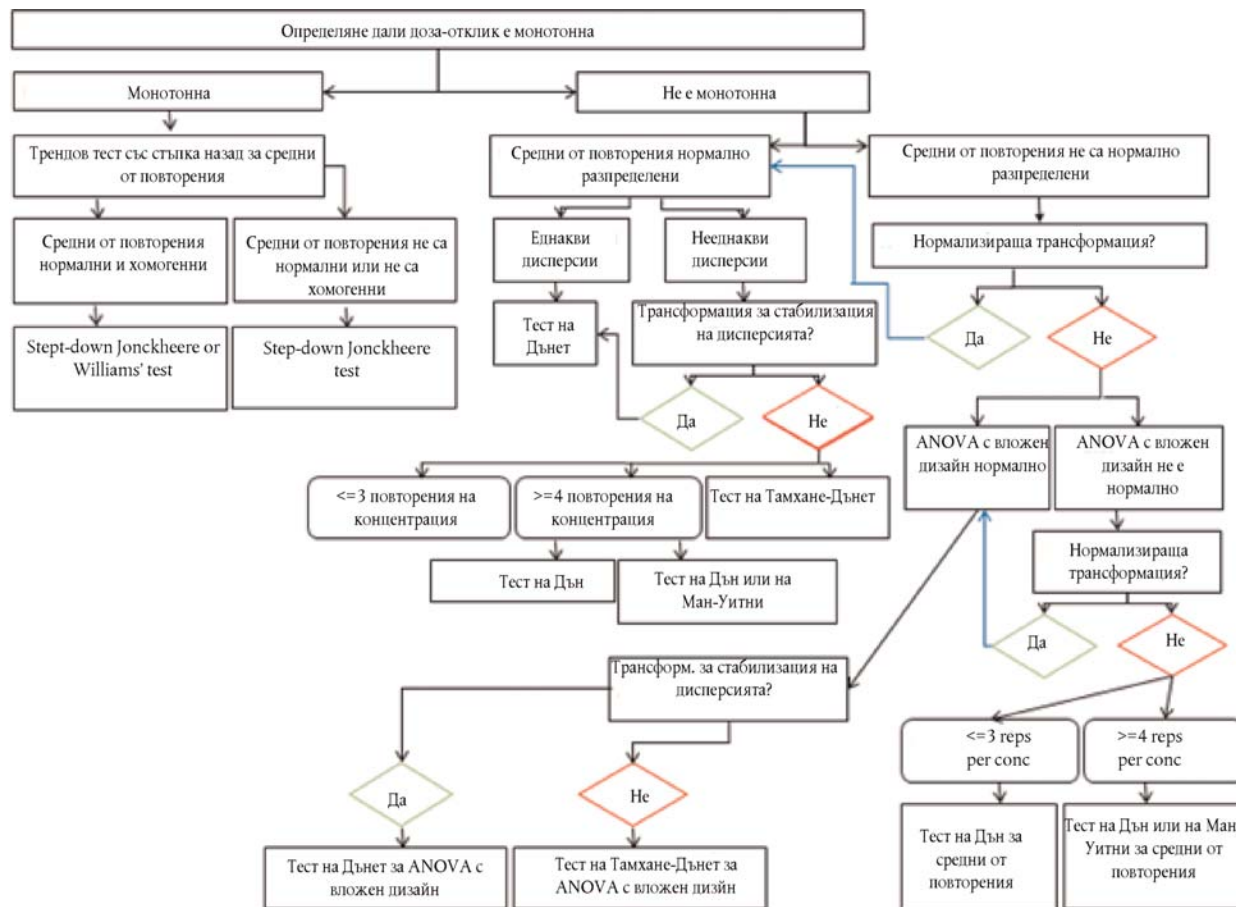 Определяне дали доза-отклик е монотонна
Монотонна
Не е монотонна
Трендов тест със стъпка назад за средни
от повторения
Средни от повторения нормално
разпределени
Средни от повторения не са нормално
разпределени
Средни от повторения
нормални и хомогенни
Средни от повторения не са
нормални или не са
хомогенни
Еднакви
дисперсии
Нееднакви
дисперсии
Нормализираща трансформация?
Stept-down Jonckheere or
Williams' test
Step-down Jonckheere
test
Тест на
Дънет
Трансформация за стабилизация
на дисперсията?
Да
Не
Да
Не
ANOVA с вложен
дизайн нормално
ANOVA с вложен
дизайн не е
нормално
<=3 повторения на
концентрация
>=4 повторения на
концентрация
Тест на Тамхане-Дънет
Тест на Дън
Тест на Дън или на
Ман-Уитни
Нормализираща
трансформация?
Да
Не
Трансформ. за стабилизация на
дисперсията?
<=3 reps
per conc
>=4 reps
per conc
Да
Не
Тест на Дън за
средни от
повторения
Тест на Дън или на Ман-
Уитни за средни от
повторения
Тест на Дънет за ANOVA с
вложен дизайн
Тест на Тамхане-Дънет за
ANOVA с вложен дизйн